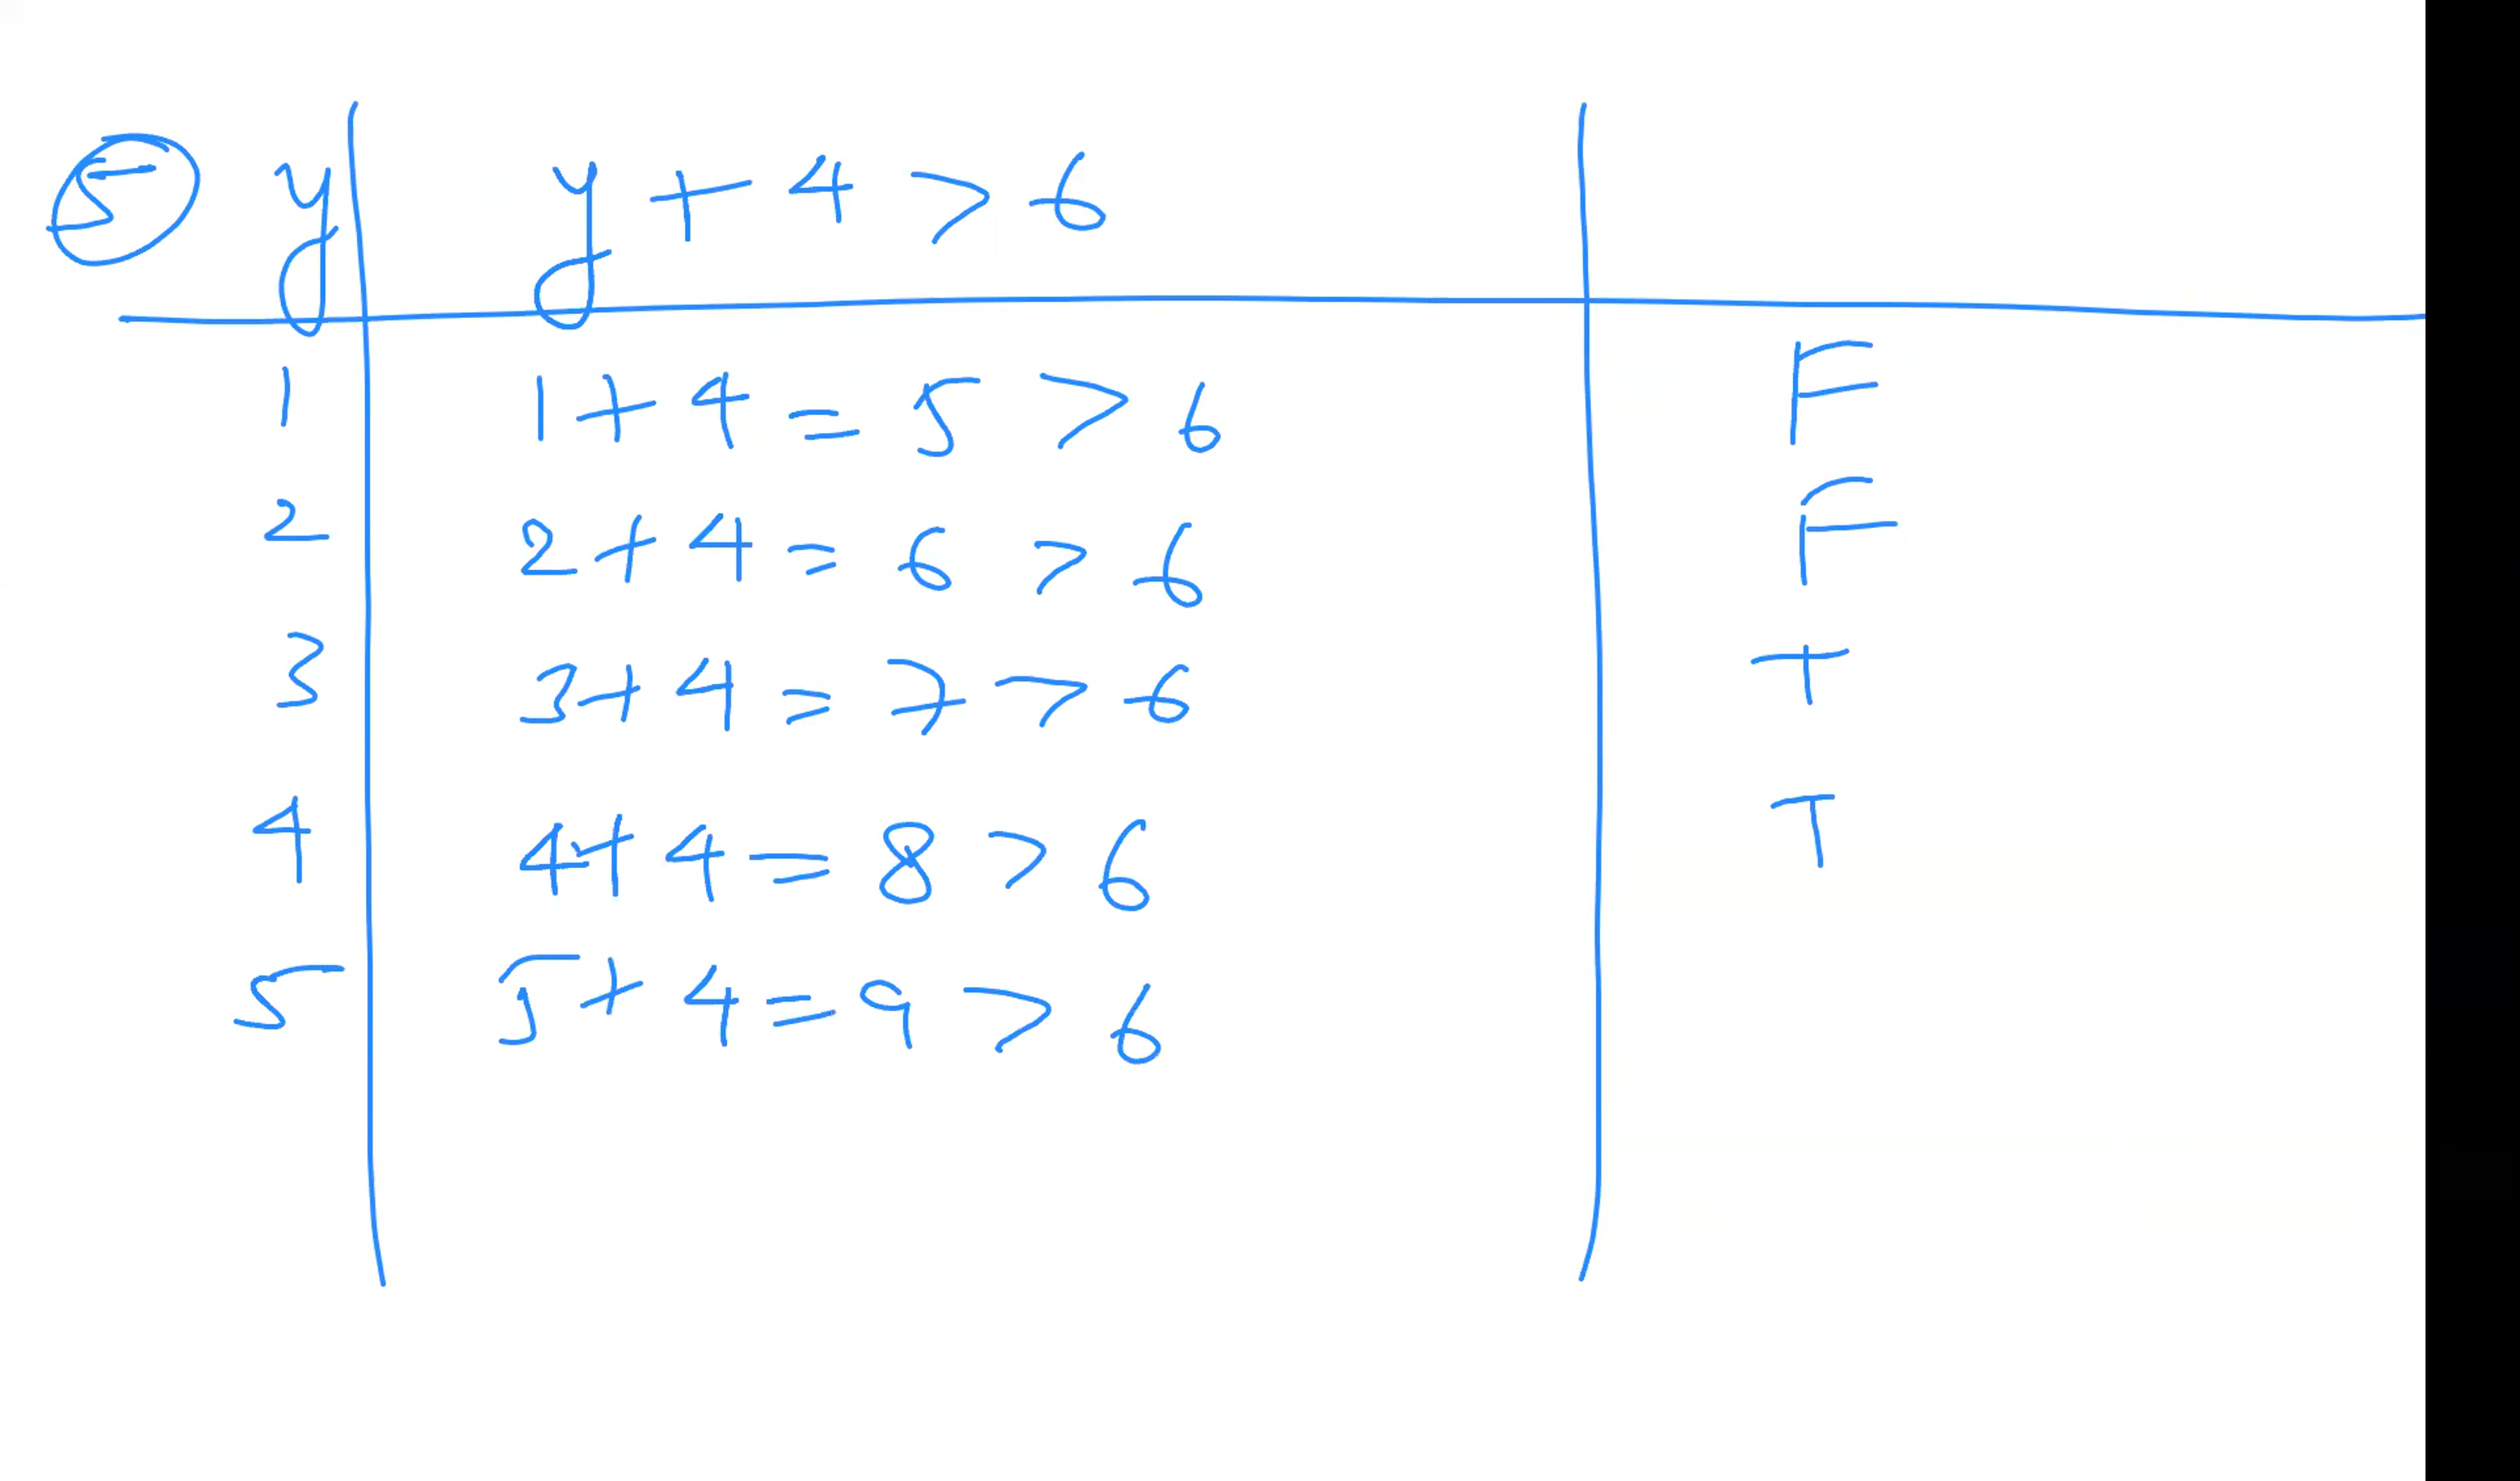 5 y y + 4 > 6
1 1 + 4 = 5 > 6 F
2 2 + 4 = 6 > 6 F
3 3 + 4 = 7 > 6 T
4 4 + 4 = 8 > 6 T
5 5 + 4 = 9 > 6